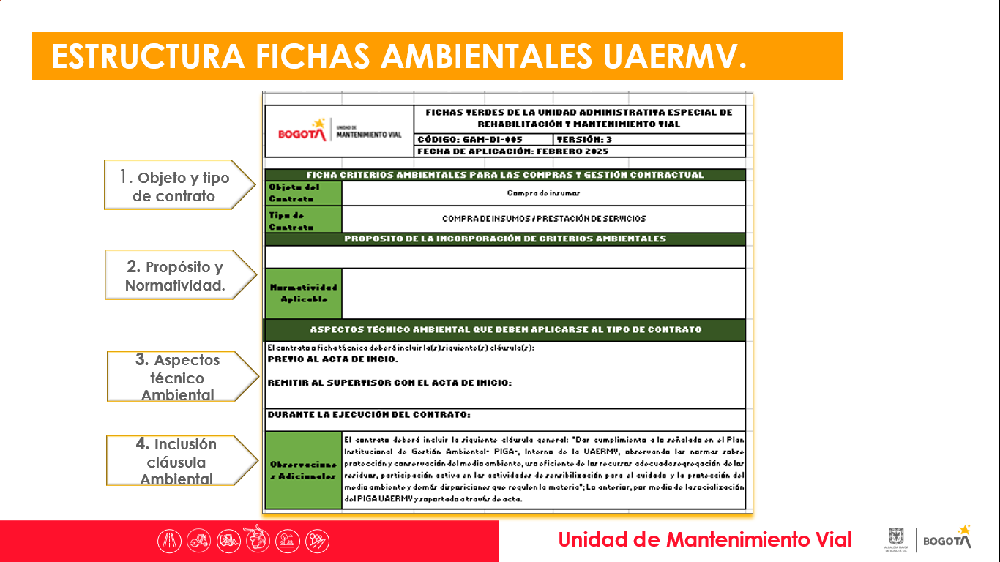 ESTRUCTURA FICHAS AMBIENTALES UAERMV.
BOGOTÁ
UNIDAD DE
MANTENIMIENTO VIAL
FICHAS VERDES DE LA UNIDAD ADMINISTRATIVA ESPECIAL DE
REHABILITACIÓN Y MANTENIMIENTO VIAL
CÓDIGO: GAM-DI-005
VERSIÓN: 3
FECHA DE APLICACIÓN: FEBRERO 2025
1. Objeto y tipo
de contrato
FICHA CRITERIOS AMBIENTALES PARA LAS COMPRAS Y GESTIÓN CONTRACTUAL
Objeto del
Contrato
Compra de insumos
Tipo de
Contrato
COMPRA DE INSUMOS / PRESTACIÓN DE SERVICIOS
PROPOSITO DE LA INCORPORACIÓN DE CRITERIOS AMBIENTALES
2. Propósito y
Normatividad.
Normatividad
Aplicable
ASPECTOS TÉCNICO AMBIENTAL QUE DEBEN APLICARSE AL TIPO DE CONTRATO
3. Aspectos
técnico
Ambiental
El contrato o ficha técnica deberá incluir la(s) siguiente(s) cláusula(s):
PREVIO AL ACTA DE INCIO.
REMITIR AL SUPERVISOR CON EL ACTA DE INICIO:
DURANTE LA EJECUCIÓN DEL CONTRATO:
4. Inclusión
cláusula
Ambiental
Observacione
s Adicionales
El contrato deberá incluir la siguiente cláusula general: "Dar cumplimiento a lo señalado en el Plan
Institucional de Gestión Ambiental- PIGA-, Interno de la UAERMV, observando las normas sobre
protección y conservación del medio ambiente, uso eficiente de los recursos adecuada segregación de los
residuos, participación activa en las actividades de sensibilización para el cuidado y la protección del
medio ambiente y demás disposiciones que regulen la materia"; Lo anterior, por medio de la socialización
del PIGA UAERMV y soportado a través de acta.
Unidad de Mantenimiento Vial
ALCALDÍA MAYOR
DE BOGOTÁ D.C.
BOGOTÁ